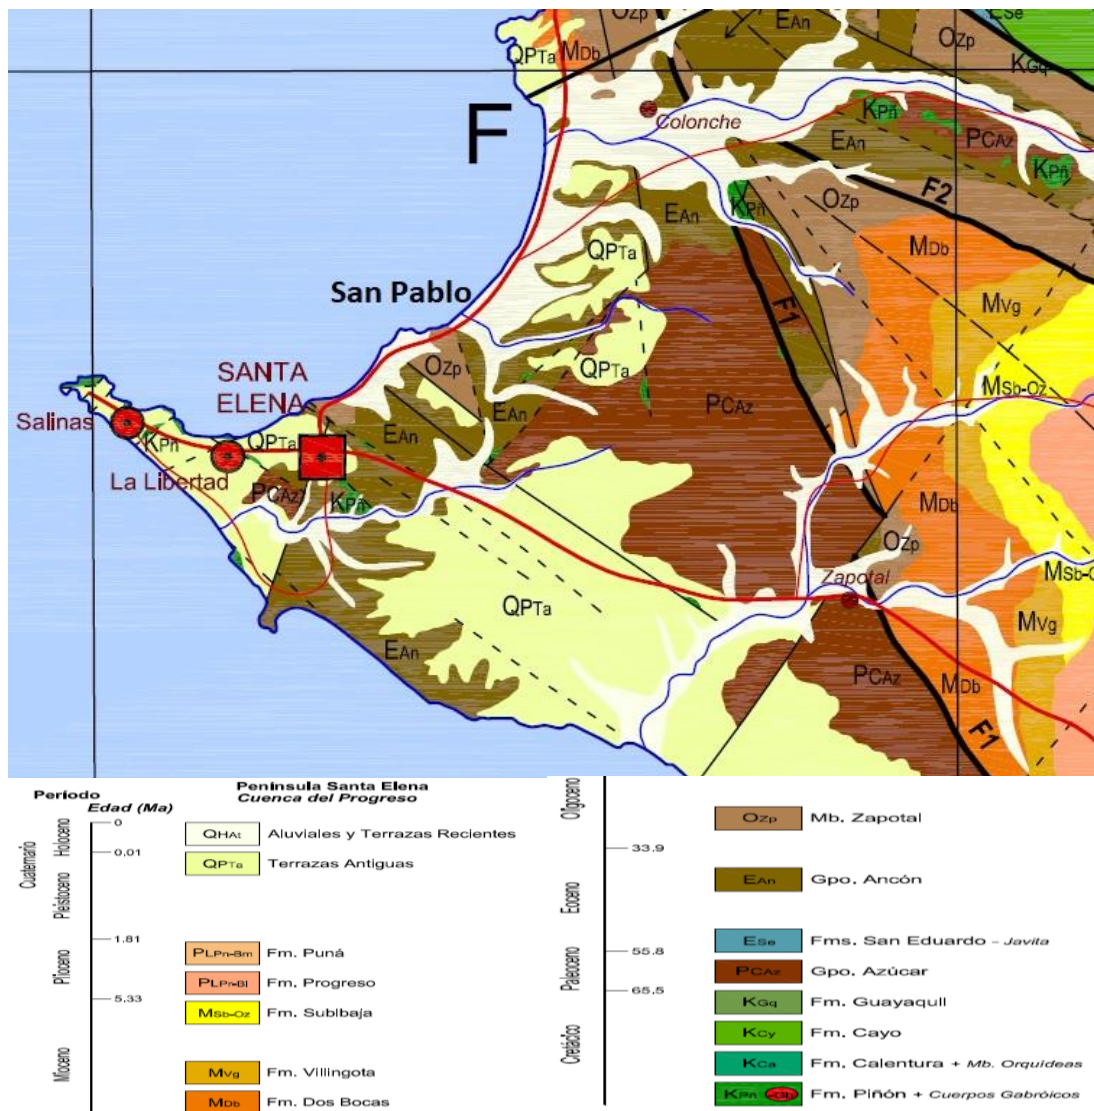 OZp
EAn
ESe
QPTa
MDb
OZp
KGq
F
Colonche
KPñ
PCAz
EAn
KPñ
F2
KPñ
OZp
EAn
QPTa
MDb
San Pablo
F1
MVg
OZp
QPTa
MSb-Oz
SANTA
ELENA
PCAz
Salinas
KPñ
QPTa
EAn
EAn
La Libertad
PCAz
KPñ
MDb
OZp
Zapotal
MSb-O
QPTa
MVg
EAn
PCAz
MDb
F1
Período
Edad (Ma)
Península Santa Elena
Cuenca del Progreso
Cuaternario
Holoceno
0
QHAt Aluviales y Terrazas Recientes
0.01
QPTa Terrazas Antiguas
Pleistoceno
1.81
Plioceno
PLPn-Bm Fm. Puná
PLPr-Bl Fm. Progreso
5.33
MSb-Oz Fm. Subibaja
Mioceno
MVg Fm. Villingota
MDb Fm. Dos Bocas
Oligoceno
OZp Mb. Zapotal
33.9
Eoceno
EAn Gpo. Ancón
55.8
ESe Fms. San Eduardo - Javita
Paleoceno
PCAz Gpo. Azúcar
65.5
KGq Fm. Guayaquil
Cretácico
KCy Fm. Cayo
KCa Fm. Calentura + Mb. Orquideas
KPñ -Gb Fm. Piñón + Cuerpos Gabróicos